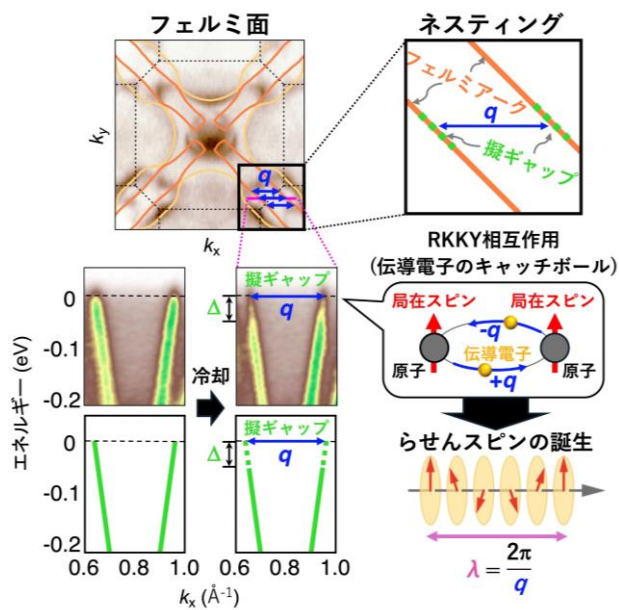 フェルミ面
ネスティング
k_y
k_x
q
フェルミアーク
q
擬ギャップ
RKKY相互作用
(伝導電子のキャッチボール)
局在スピン
局在スピン
-q
伝導電子
原子
原子
+q
らせんスピンの誕生
λ = 2π/q
エネルギー (eV)
0
-0.1
-0.2
擬ギャップ
Δ
q
冷却
0
-0.1
-0.2
擬ギャップ
Δ
q
0.6
0.8
1.0
0.6
0.8
1.0
k_x (Å⁻¹)